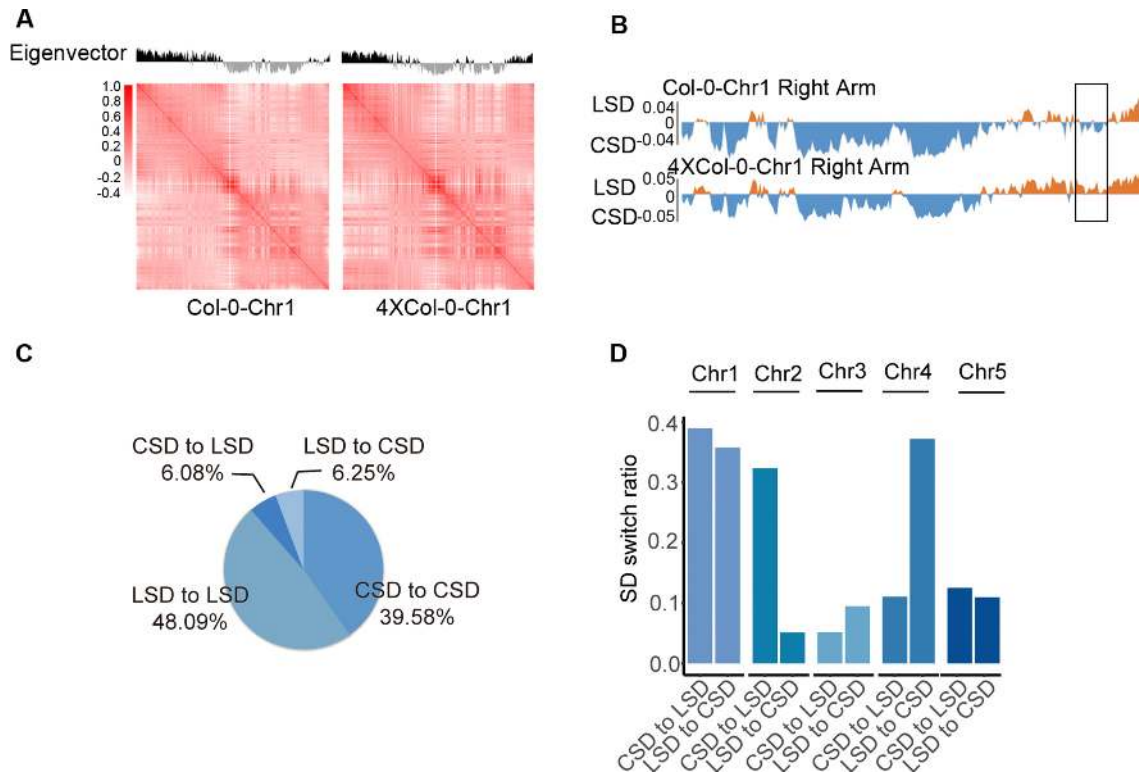 A
Eigenvector
1.0
0.8
0.6
0.4
0.2
0
-0.2
-0.4
Col-0-Chr1
4XCol-0-Chr1
B
Col-0-Chr1 Right Arm
LSD 0.04
0
CSD -0.04
4XCol-0-Chr1 Right Arm
LSD 0.05
0
CSD -0.05
C
CSD to LSD
6.08%
LSD to CSD
6.25%
LSD to LSD
48.09%
CSD to CSD
39.58%
D
Chr1 Chr2 Chr3 Chr4 Chr5
SD switch ratio
0.4
0.3
0.2
0.1
0.0
CSD to LSD
LSD to CSD
CSD to LSD
LSD to CSD
CSD to LSD
LSD to CSD
CSD to LSD
LSD to CSD
CSD to LSD
LSD to CSD